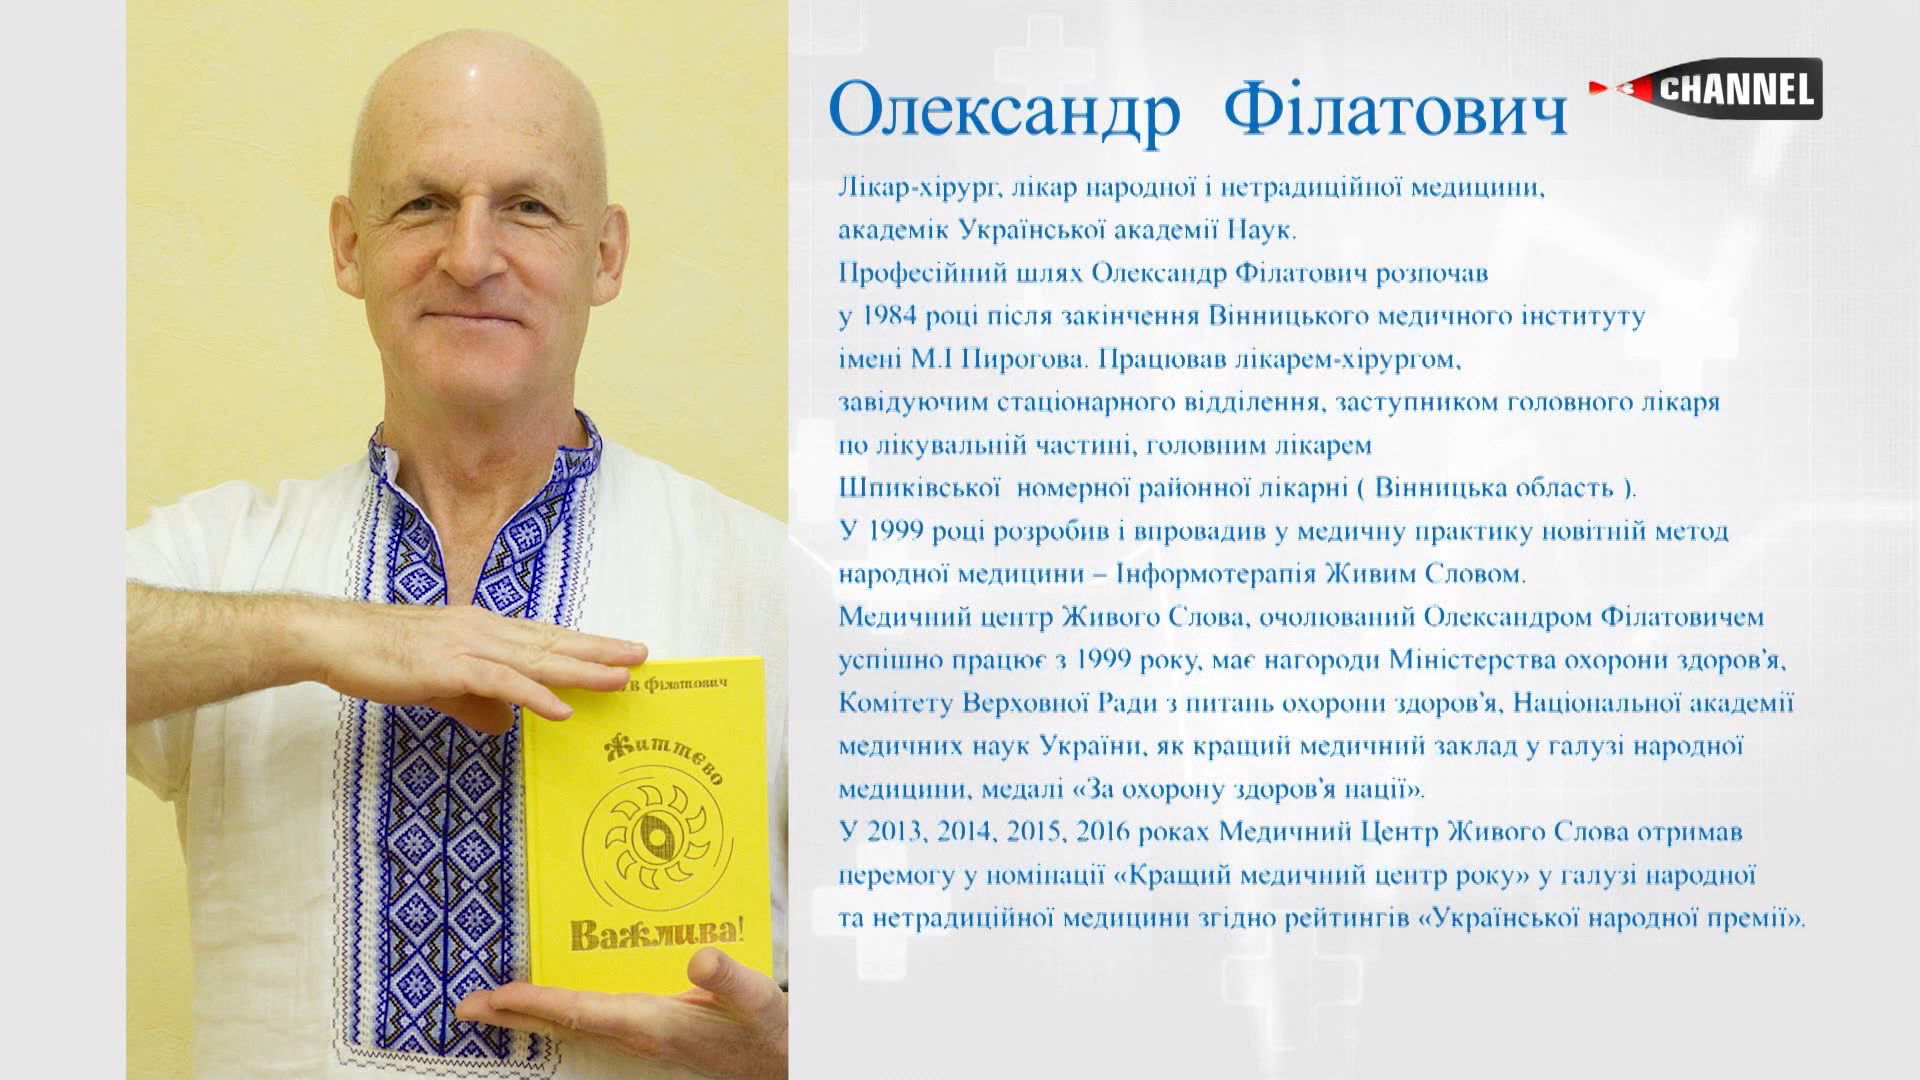 Олександр Філатович
CHANNEL
Лікар-хірург, лікар народної і нетрадиційної медицини,
академік Української академії Наук.
Професійний шлях Олександр Філатович розпочав
у 1984 році після закінчення Вінницького медичного інституту
імені М.І Пирогова. Працював лікарем-хірургом,
завідуючим стаціонарного відділення, заступником головного лікаря
по лікувальній частині, головним лікарем
Шпиківської номерної районної лікарні ( Вінницька область ).
У 1999 році розробив і впровадив у медичну практику новітній метод
народної медицини – Інформотерапія Живим Словом.
Медичний центр Живого Слова, очолюваний Олександром Філатовичем
успішно працює з 1999 року, має нагороди Міністерства охорони здоров’я,
Комітету Верховної Ради з питань охорони здоров’я, Національної академії
медичних наук України, як кращий медичний заклад у галузі народної
медицини, медалі «За охорону здоров’я нації».
У 2013, 2014, 2015, 2016 роках Медичний Центр Живого Слова отримав
перемогу у номінації «Кращий медичний центр року» у галузі народної
та нетрадиційної медицини згідно рейтингів «Української народної премії».
В. Філатович
Життєво
Важлива!